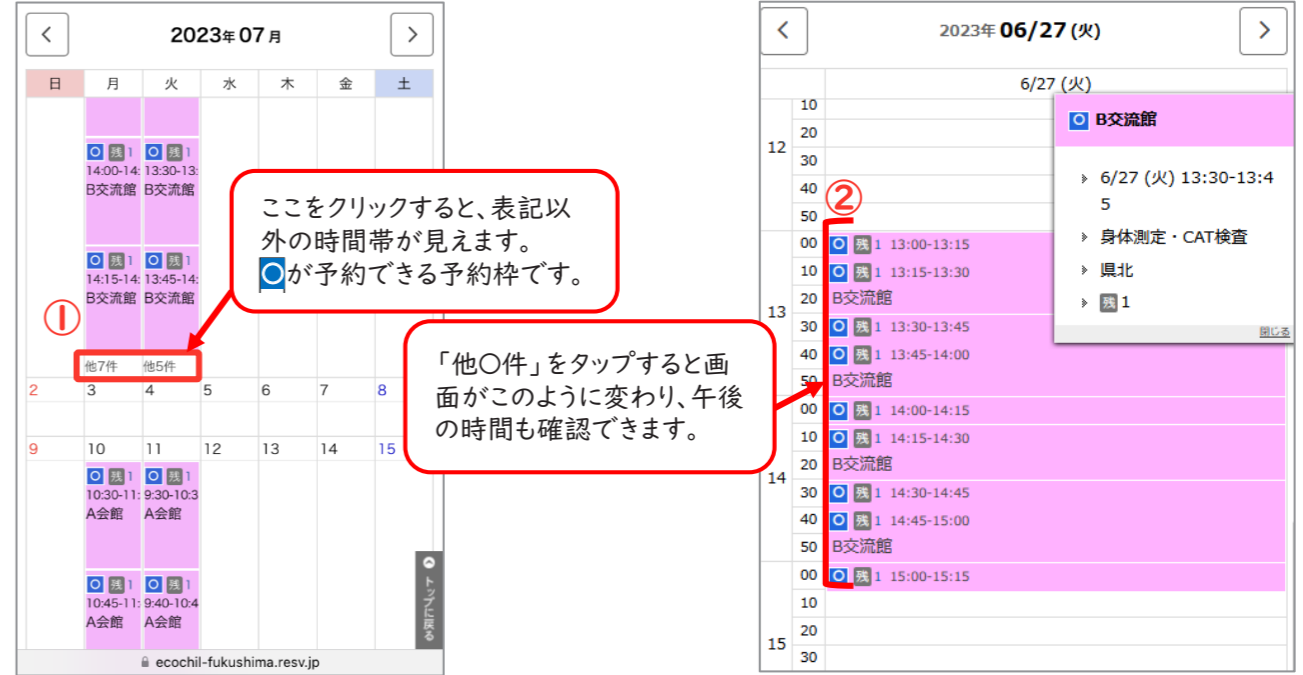 2023年 07 月
日 月 火 水 木 金 土
残 1 残 1
14:00-14: 13:30-13:
B交流館 B交流館
残 1 残 1
14:15-14: 13:45-14:
B交流館 B交流館
①
他7件 他5件
2 3 4 5 6 7 8
9 10 11 12 13 14 15
残 1 残 1
10:30-11: 9:30-10:3
A会館 A会館
残 1 残 1
10:45-11: 9:40-10:4
A会館 A会館
トップに戻る
ecochil-fukushima.resv.jp
ここをクリックすると、表記以
外の時間帯が見えます。
〇が予約できる予約枠です。
「他〇件」をタップすると画
面がこのように変わり、午後
の時間も確認できます。
2023年 06/27 (火)
6/27 (火)
10
20
12 30
40
②
50
00 残 1 13:00-13:15
10 残 1 13:15-13:30
20 B交流館
13
30 残 1 13:30-13:45
40 残 1 13:45-14:00
50 B交流館
00 残 1 14:00-14:15
10 残 1 14:15-14:30
20 B交流館
14
30 残 1 14:30-14:45
40 残 1 14:45-15:00
50 B交流館
00 残 1 15:00-15:15
10
20
15
30
B交流館
6/27 (火) 13:30-13:4
5
身体測定・CAT検査
県北
残 1
閉じる